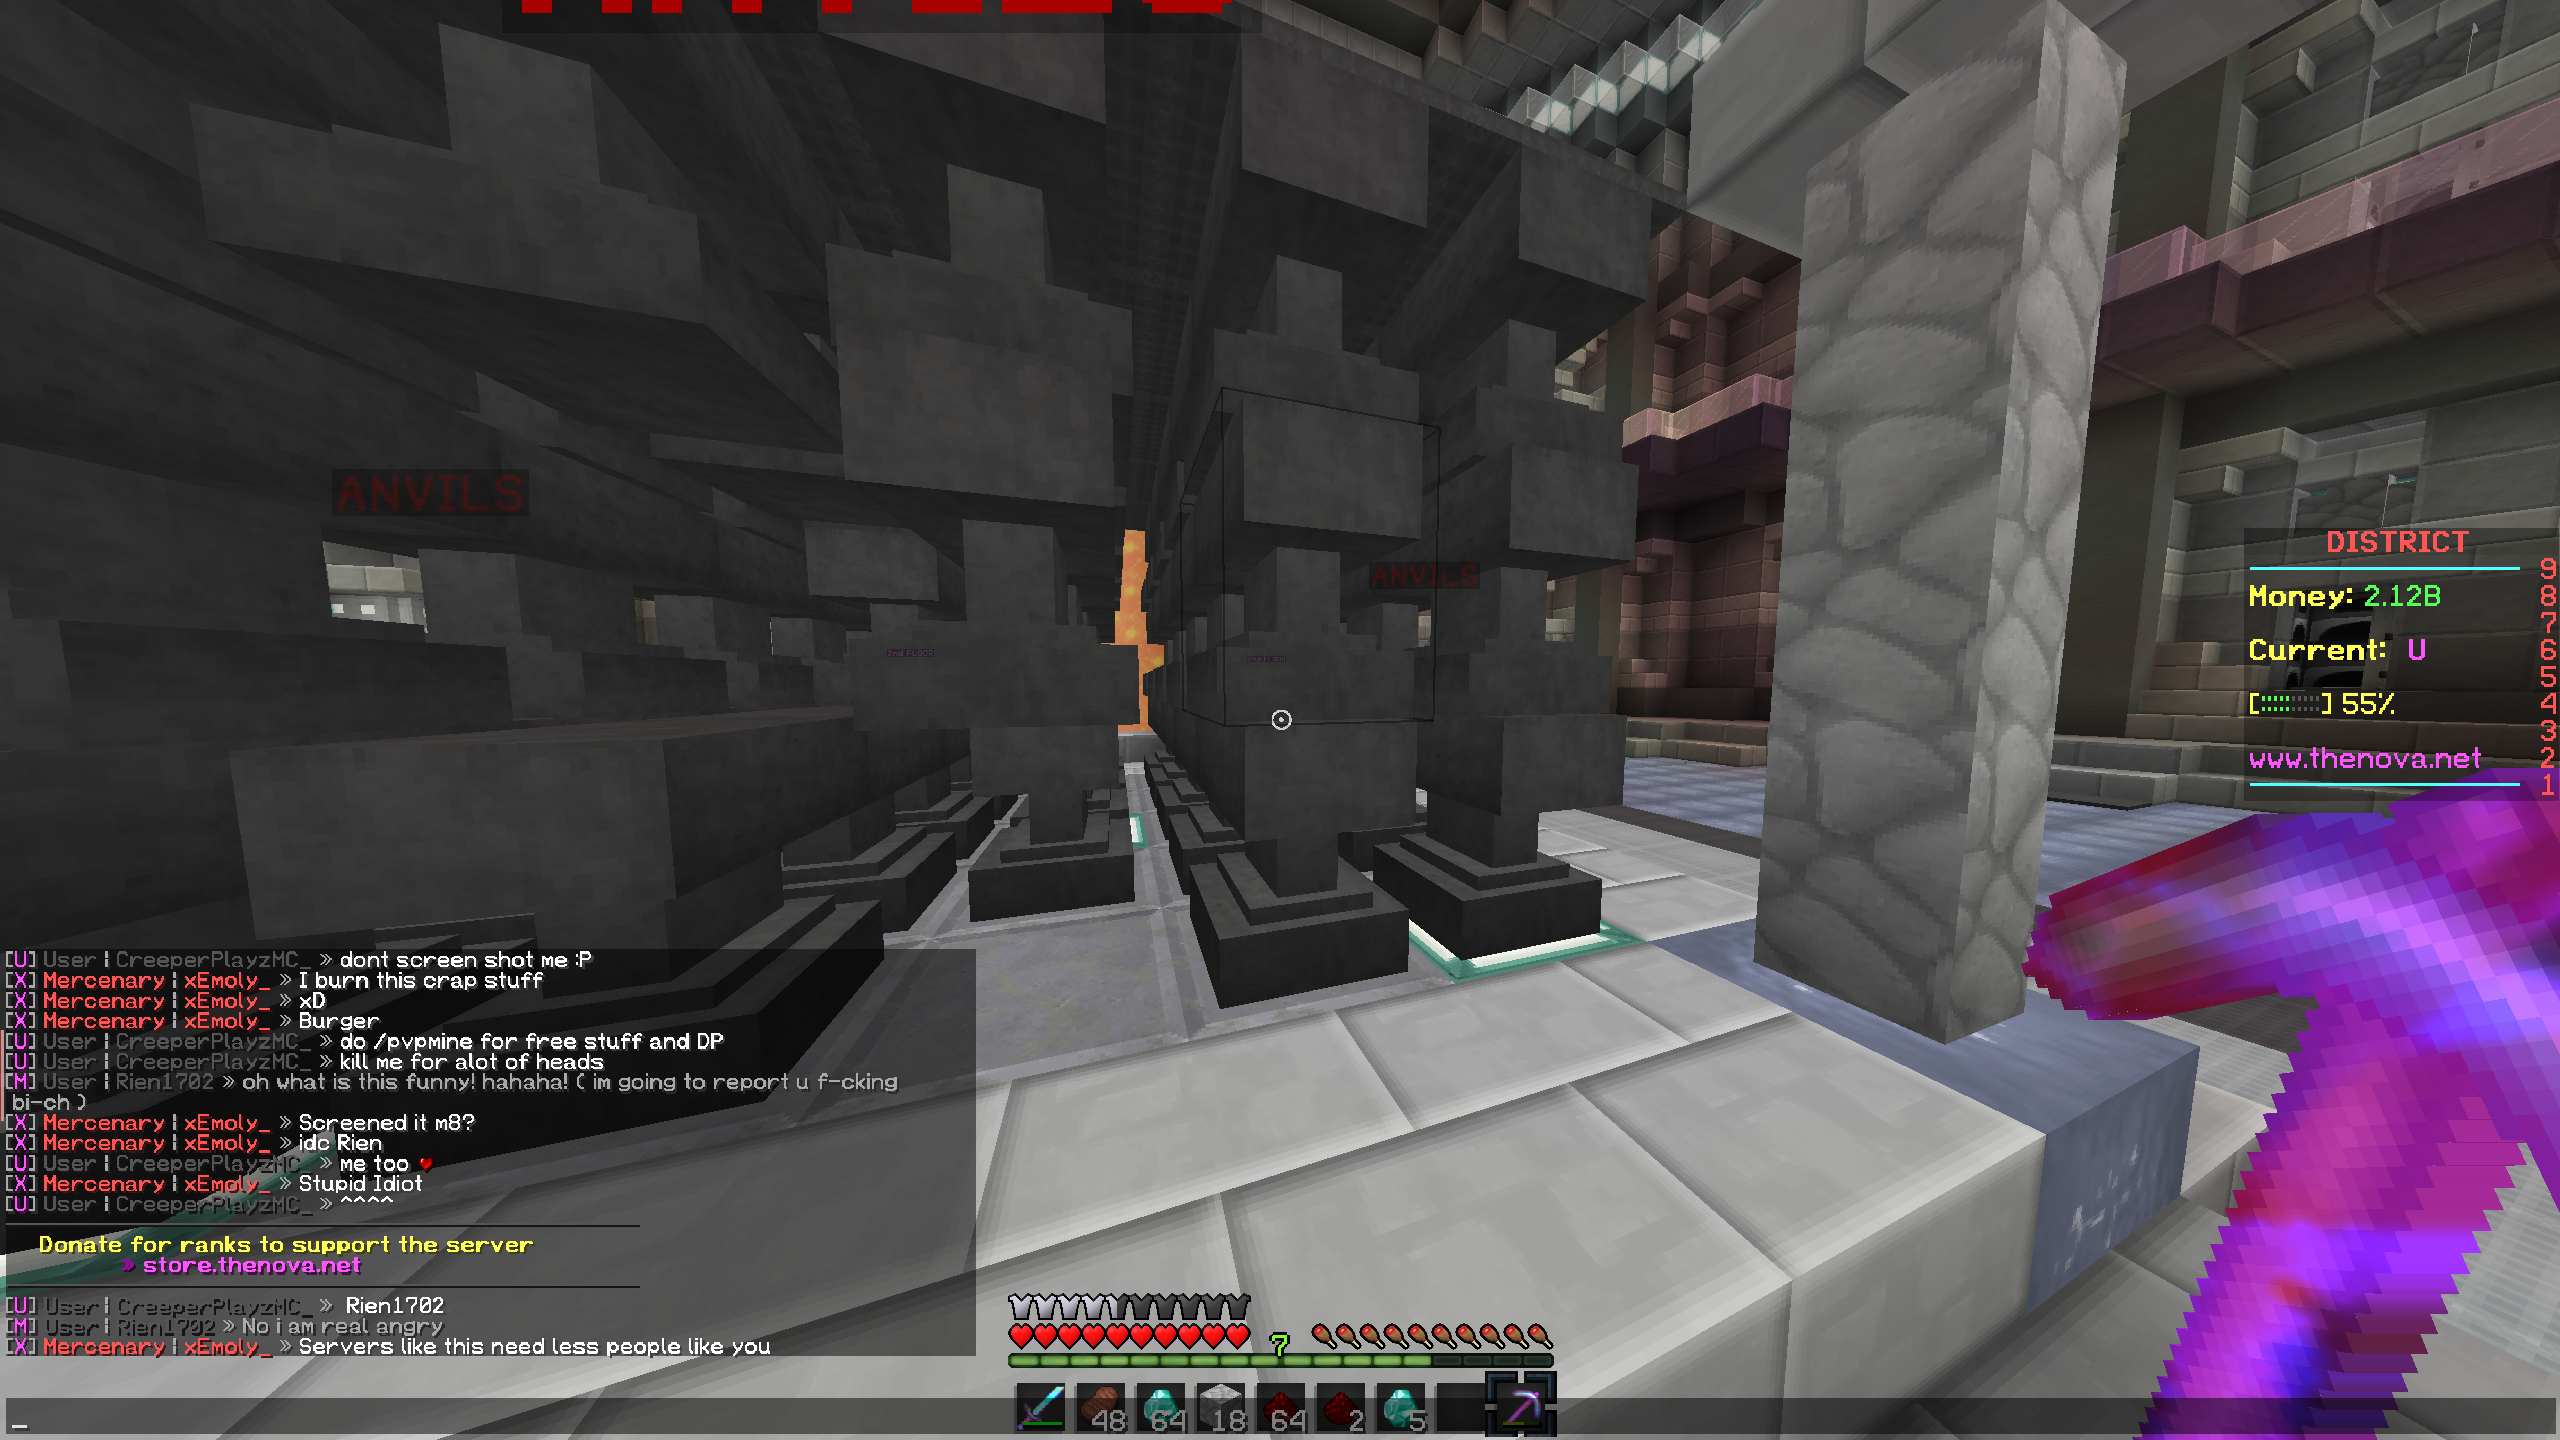 ANVILS
ANVILS
2nd FLOOR
DISTRICT
9
Money: 2.12B
8
7
Current: U
6
5
[::::::::::] 55%
4
3
www.thenova.net
2
1
[U] User | CreeperPlayzMC_ » dont screen shot me :P
[X] Mercenary | xEmoly_ » I burn this crap stuff
[X] Mercenary | xEmoly_ » xD
[X] Mercenary | xEmoly_ » Burger
[U] User | CreeperPlayzMC_ » do /pvpmine for free stuff and DP
[U] User | CreeperPlayzMC_ » kill me for alot of heads
[M] User | Rien1702 » oh what is this funny! hahaha! ( im going to report u f-cking
bi-ch )
[X] Mercenary | xEmoly_ » Screened it m8?
[X] Mercenary | xEmoly_ » idc Rien
[U] User | CreeperPlayzMC_ » me too ♥
[X] Mercenary | xEmoly_ » Stupid Idiot
[U] User | CreeperPlayzMC_ » ^^^^
Donate for ranks to support the server
» store.thenova.net
[U] User | CreeperPlayzMC_ » Rien1702
[M] User | Rien1702 » No i am real angry
[X] Mercenary | xEmoly_ » Servers like this need less people like you
7
48 64 18 64 2 5
_